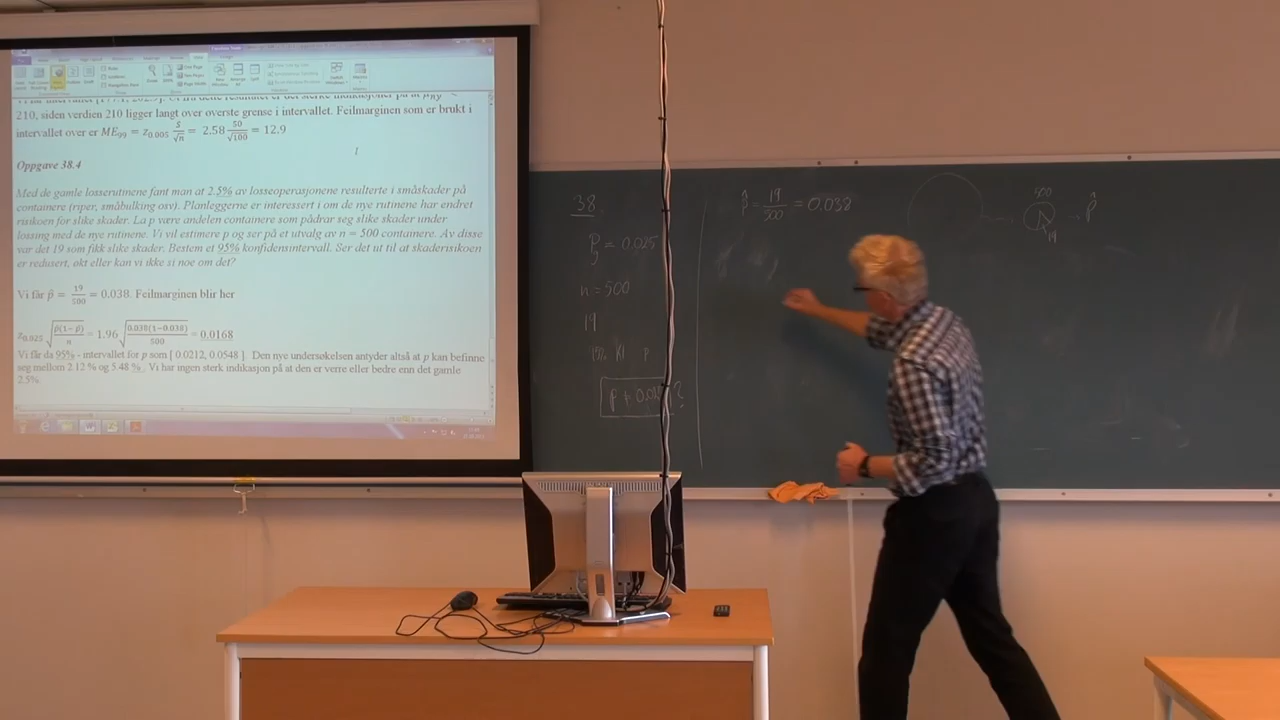 210, siden verdien 210 ligger langt over øverste grense i intervallet. Feilmarginen som er brukt i
intervallet over er ME₉₉ = z₀.₀₀₅ S/√n = 2.58 50/√100 = 12.9
Oppgave 38.4
Med de gamle losserutinene fant man at 2.5% av losseoperasjonene resulterte i småskader på
containere (riper, småbulking osv). Planleggerne er interessert i om de nye rutinene har endret
risikoen for slike skader. La p være andelen containere som pådrar seg slike skader under
lossing med de nye rutinene. Vi vil estimere p og ser på et utvalg av n = 500 containere. Av disse
var det 19 som fikk slike skader. Bestem et 95% konfidensintervall. Ser det ut til at skaderisikoen
er redusert, økt eller kan vi ikke si noe om det?
Vi får p̂ = 19/500 = 0.038. Feilmarginen blir her
z₀.₀₂₅ √(p̂(1−p̂)/n) = 1.96 √(0.038(1−0.038)/500) = 0.0168
Vi får da 95% - intervallet for p som [ 0.0212, 0.0548 ]. Den nye undersøkelsen antyder altså at p kan befinne
seg mellom 2.12 % og 5.48 %. Vi har ingen sterk indikasjon på at den er verre eller bedre enn det gamle
2.5%.
38
= 0.025
n = 500
19
KI p
p̂ = 19/500 = 0.038
500
19
→ p̂